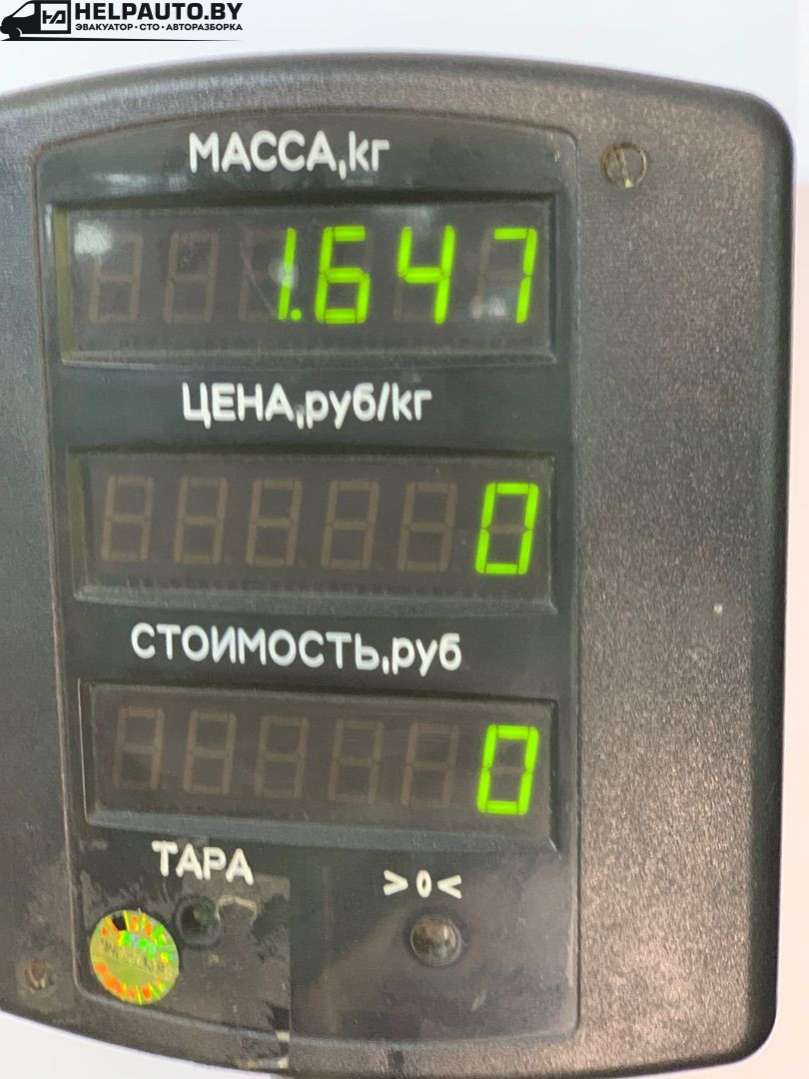 HELPAUTO.BY
ЭВАКУАТОР • СТО • АВТОРАЗБОРКА
МАССА,кг
1.647
ЦЕНА,руб/кг
0
СТОИМОСТЬ,руб
0
ТАРА
>0<